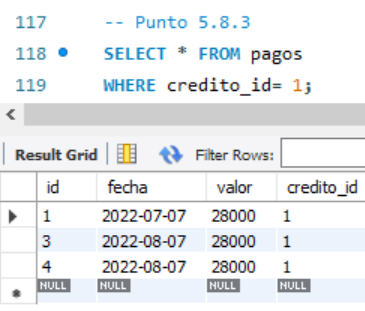 117 -- Punto 5.8.3
118 SELECT * FROM pagos
119 WHERE credito_id= 1;
Result Grid Filter Rows:
id fecha valor credito_id
1 2022-07-07 28000 1
3 2022-08-07 28000 1
4 2022-08-07 28000 1
NULL NULL NULL NULL